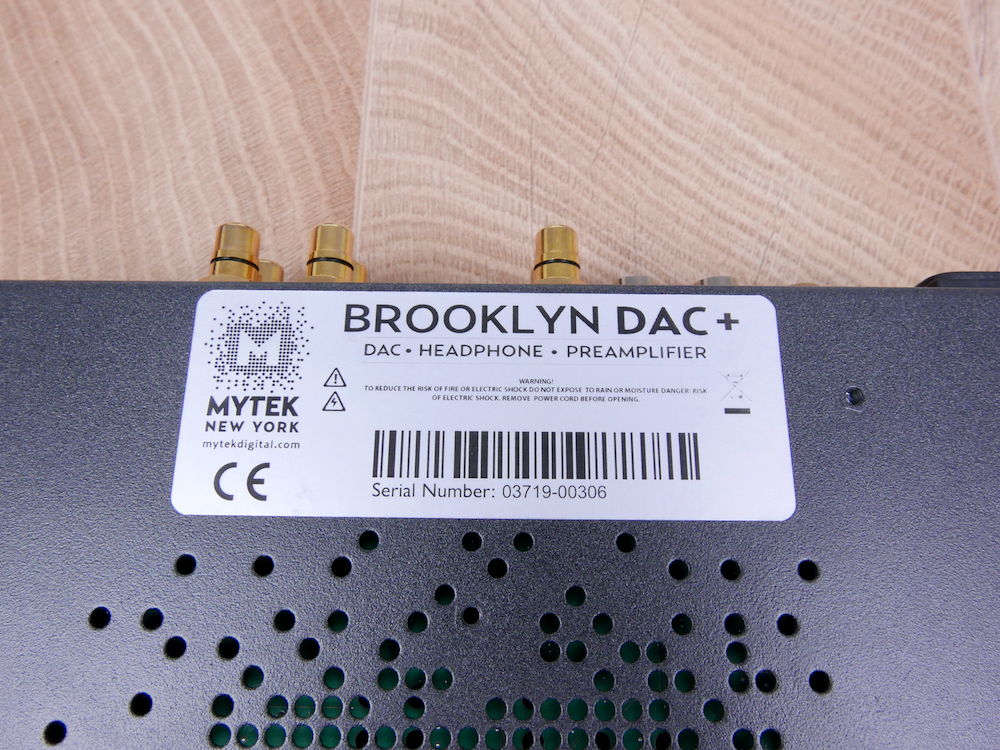 BROOKLYN DAC+
DAC • HEADPHONE • PREAMPLIFIER
WARNING!
TO REDUCE THE RISK OF FIRE OR ELECTRIC SHOCK DO NOT EXPOSE TO RAIN OR MOISTURE DANGER! RISK
OF ELECTRIC SHOCK. REMOVE POWER CORD BEFORE OPENING.
M
MYTEK
NEW YORK
mytekdigital.com
CE
Serial Number: 03719-00306